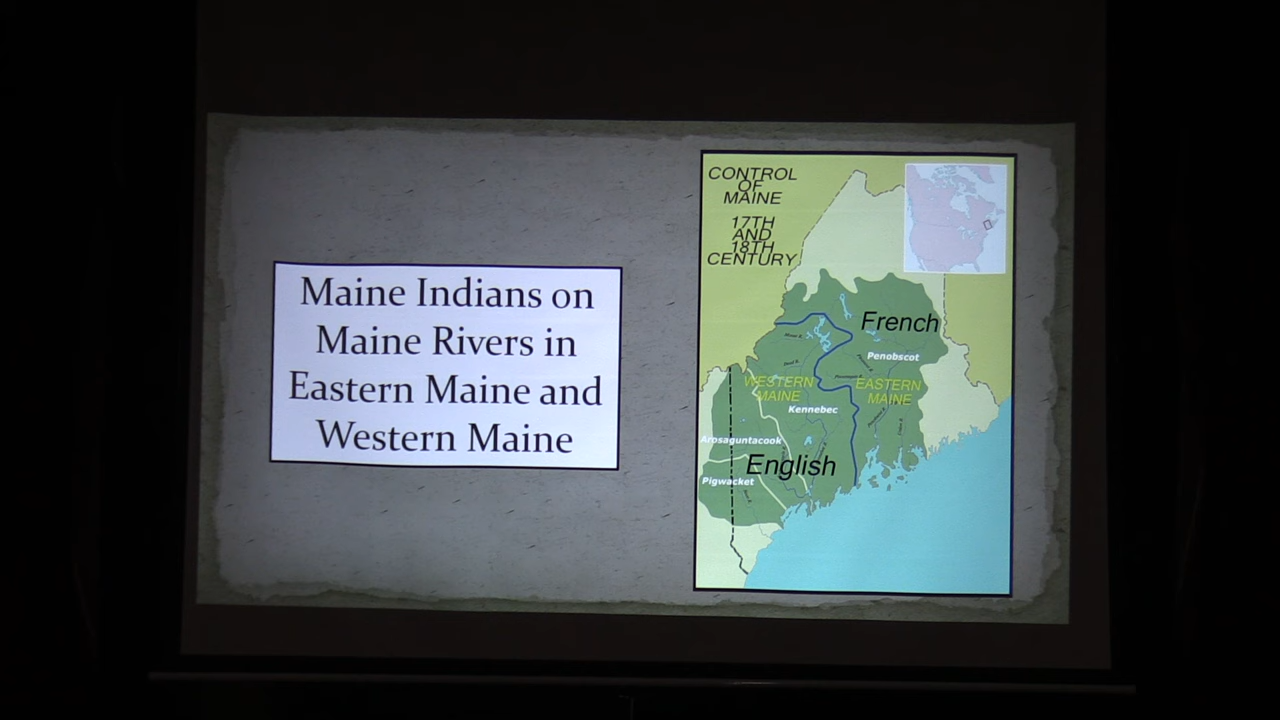 Maine Indians on
Maine Rivers in
Eastern Maine and
Western Maine
CONTROL
OF
MAINE
17TH
AND
18TH
CENTURY
French
Penobscot
WESTERN
MAINE
EASTERN
MAINE
Kennebec
Arosaguntacook
English
Pigwacket